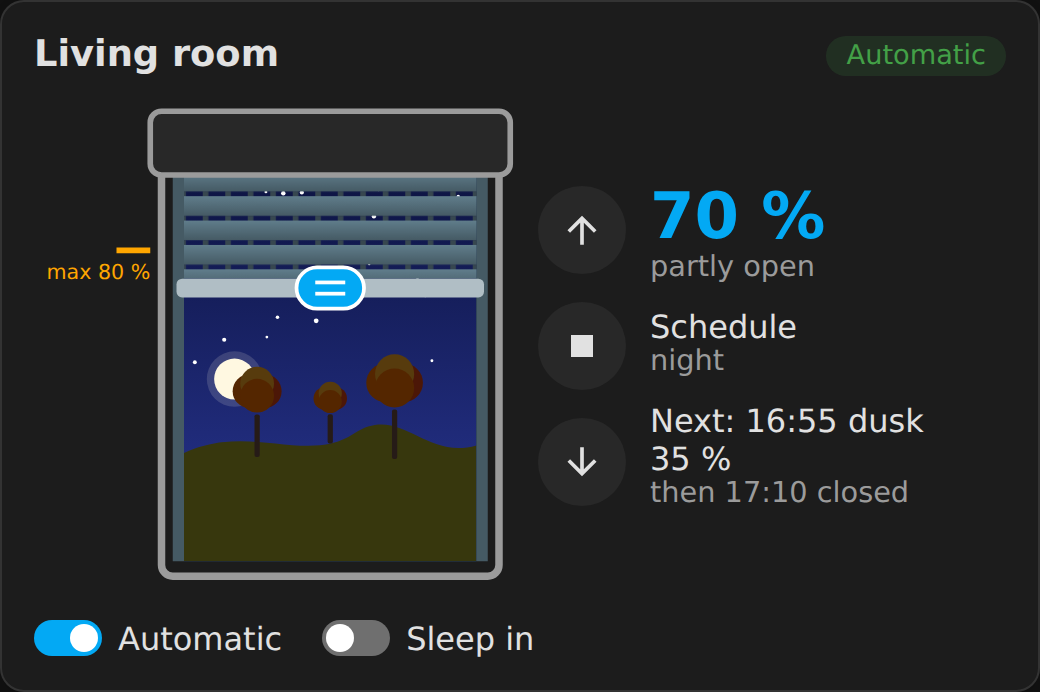 Living room
Automatic
max 80 %
70 %
partly open
Schedule
night
Next: 16:55 dusk
35 %
then 17:10 closed
Automatic
Sleep in